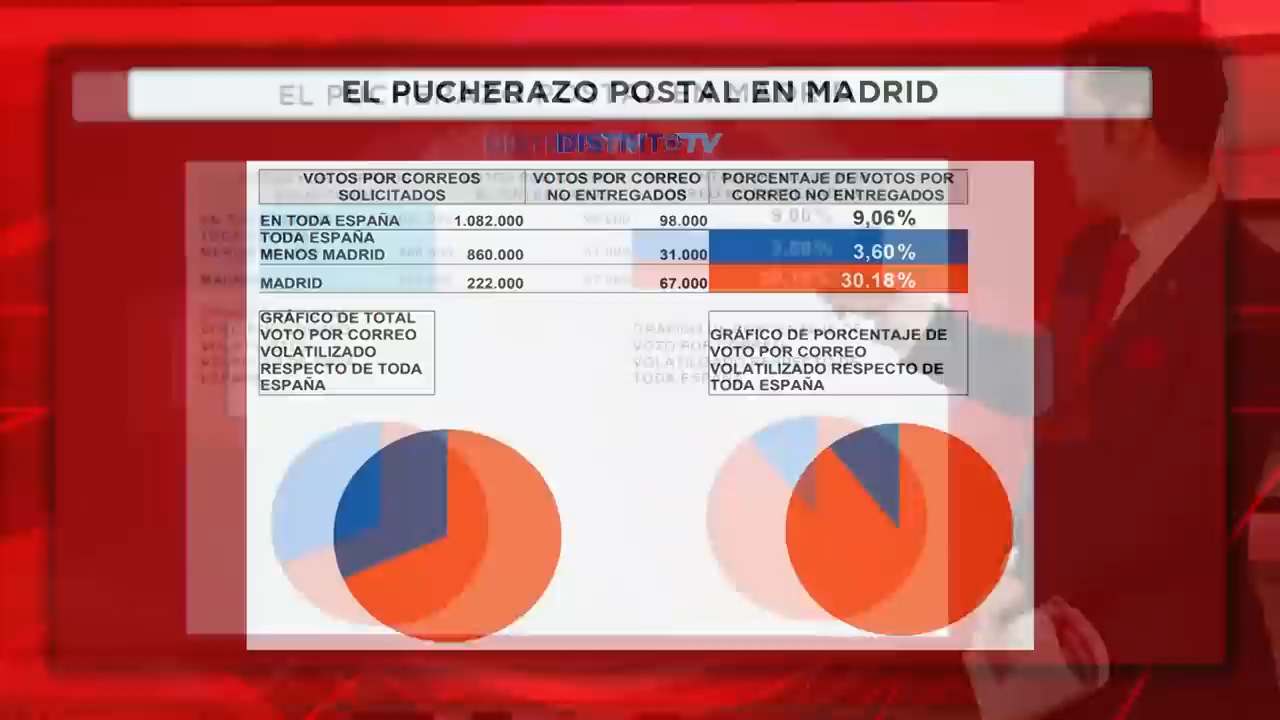 EL PUCHERAZO POSTAL EN MADRID
DISTRITOTV
VOTOS POR CORREOS SOLICITADOS VOTOS POR CORREO NO ENTREGADOS PORCENTAJE DE VOTOS POR CORREO NO ENTREGADOS
EN TODA ESPAÑA 1.082.000 98.000 9,06%
TODA ESPAÑA MENOS MADRID 860.000 31.000 3,60%
MADRID 222.000 67.000 30.18%
GRÁFICO DE TOTAL
VOTO POR CORREO
VOLATILIZADO
RESPECTO DE TODA
ESPAÑA
GRÁFICO DE PORCENTAJE DE
VOTO POR CORREO
VOLATILIZADO RESPECTO DE
TODA ESPAÑA